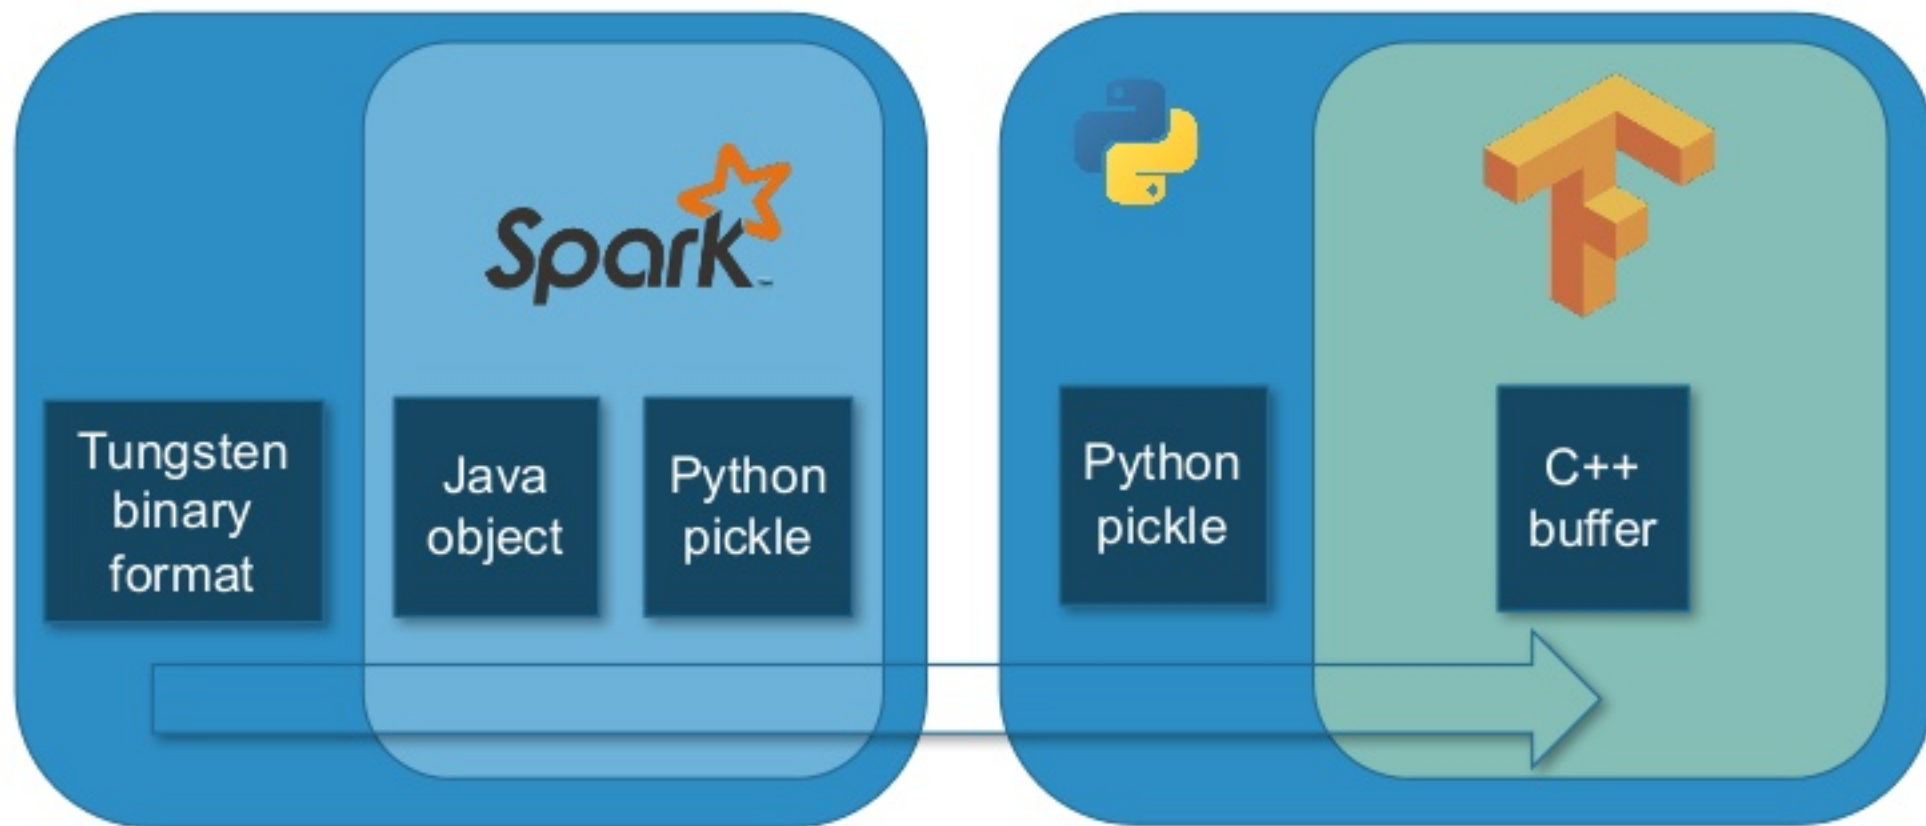 Spark
Tungsten
binary
format
Java
object
Python
pickle
Python
pickle
C++
buffer